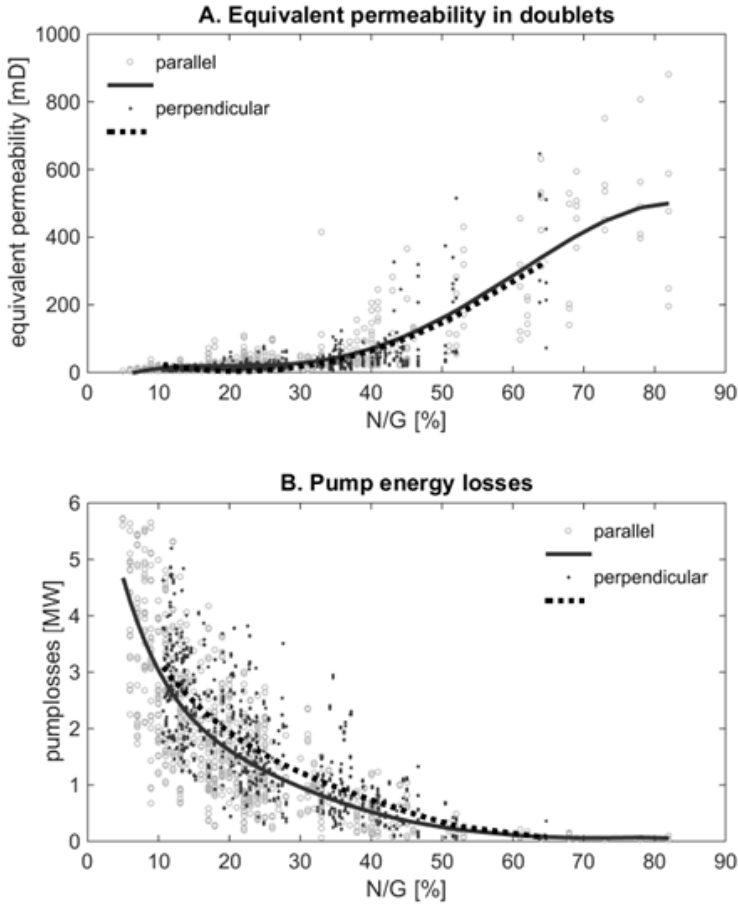 A. Equivalent permeability in doublets
equivalent permeability [mD]
1000
800
600
400
200
0
parallel
perpendicular
0 10 20 30 40 50 60 70 80 90
N/G [%]
B. Pump energy losses
pumplosses [MW]
6
5
4
3
2
1
0
parallel
perpendicular
0 10 20 30 40 50 60 70 80 90
N/G [%]